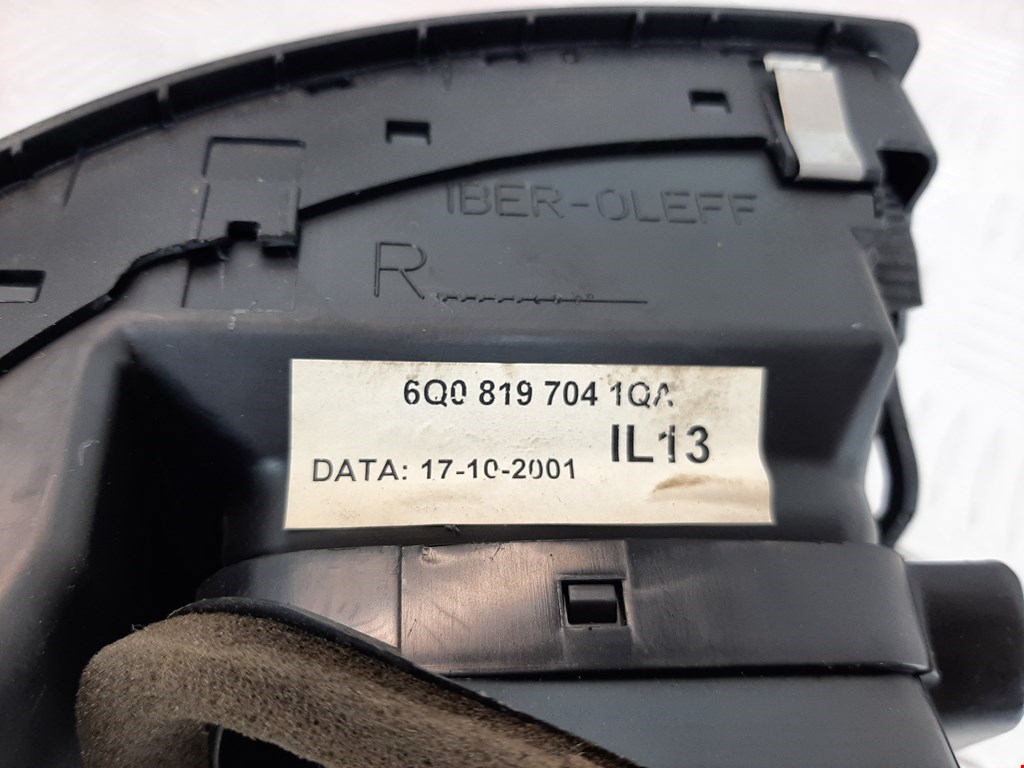 IBER-OLEFF
R
6Q0 819 704 1QA
IL13
DATA: 17-10-2001